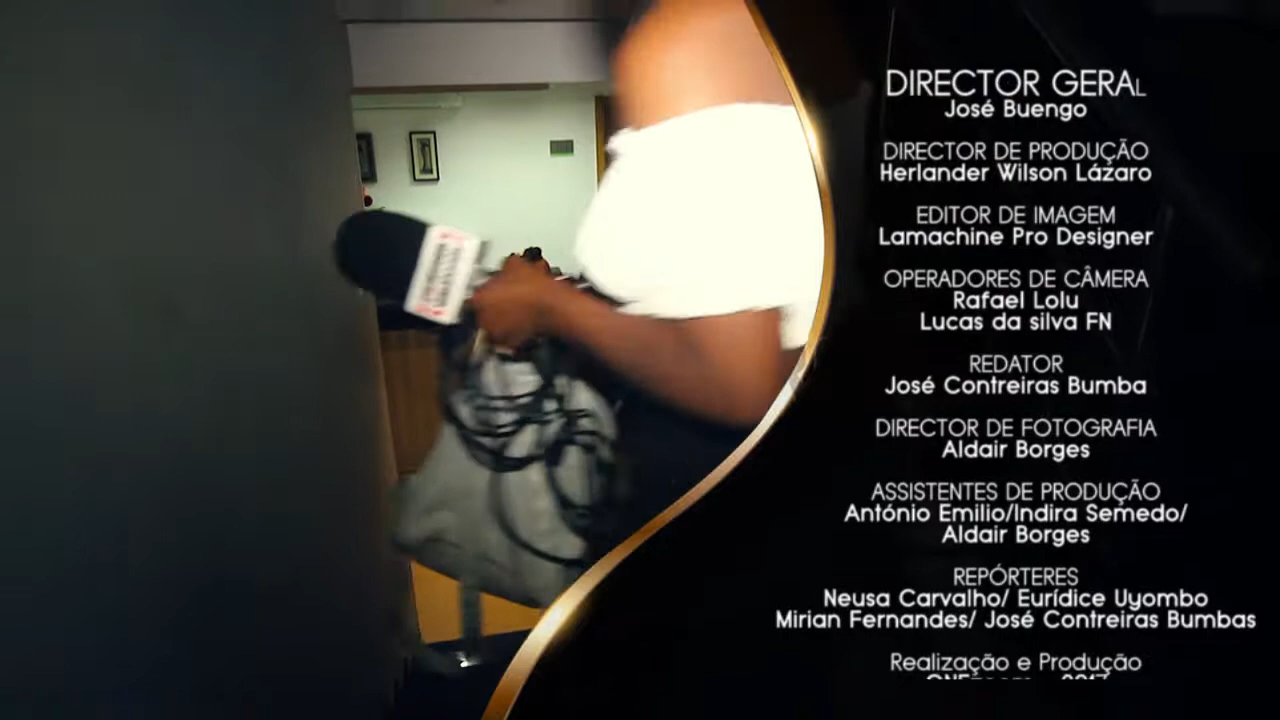 DIRECTOR GERAL
José Buengo
DIRECTOR DE PRODUÇÃO
Herlander Wilson Lázaro
EDITOR DE IMAGEM
Lamachine Pro Designer
OPERADORES DE CÂMERA
Rafael Lolu
Lucas da silva FN
REDATOR
José Contreiras Bumba
DIRECTOR DE FOTOGRAFIA
Aldair Borges
ASSISTENTES DE PRODUÇÃO
António Emilio/Indira Semedo/
Aldair Borges
REPÓRTERES
Neusa Carvalho/ Eurídice Uyombo
Mirian Fernandes/ José Contreiras Bumbas
Realização e Produção